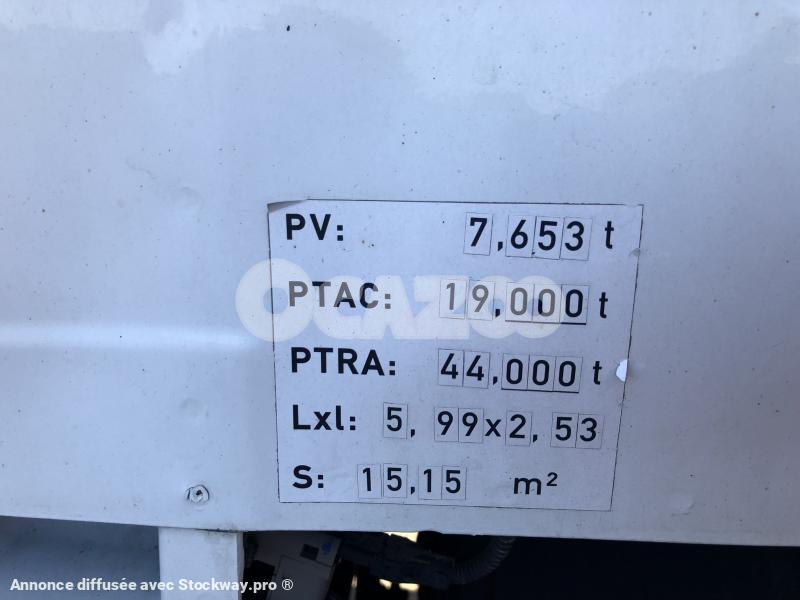 PV: 7,653 t
OCAZOO
PTAC: 19,000 t
PTRA: 44,000 t
Lxl: 5,99x2,53
S: 15,15 m²
Annonce diffusée avec Stockway.pro ®